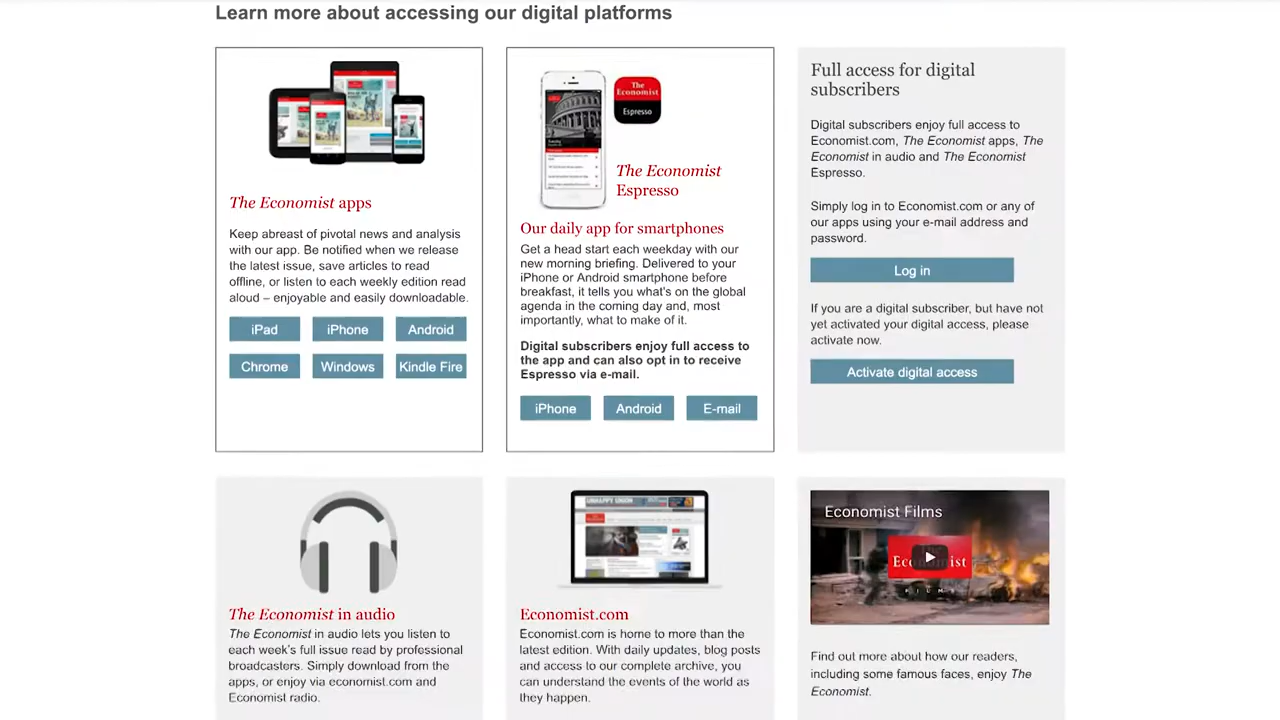 Learn more about accessing our digital platforms
The Economist apps
Keep abreast of pivotal news and analysis
with our app. Be notified when we release
the latest issue, save articles to read
offline, or listen to each weekly edition read
aloud – enjoyable and easily downloadable.
iPad
iPhone
Android
Chrome
Windows
Kindle Fire
The
Economist
Espresso
The Economist
Espresso
Our daily app for smartphones
Get a head start each weekday with our
new morning briefing. Delivered to your
iPhone or Android smartphone before
breakfast, it tells you what's on the global
agenda in the coming day and, most
importantly, what to make of it.
Digital subscribers enjoy full access to
the app and can also opt in to receive
Espresso via e-mail.
iPhone
Android
E-mail
Full access for digital
subscribers
Digital subscribers enjoy full access to
Economist.com, The Economist apps, The
Economist in audio and The Economist
Espresso.
Simply log in to Economist.com or any of
our apps using your e-mail address and
password.
Log in
If you are a digital subscriber, but have not
yet activated your digital access, please
activate now.
Activate digital access
The Economist in audio
The Economist in audio lets you listen to
each week's full issue read by professional
broadcasters. Simply download from the
apps, or enjoy via economist.com and
Economist radio.
UNHAPPY UNION
Economist.com
Economist.com is home to more than the
latest edition. With daily updates, blog posts
and access to our complete archive, you
can understand the events of the world as
they happen.
Economist Films
FILMS
Find out more about how our readers,
including some famous faces, enjoy The
Economist.